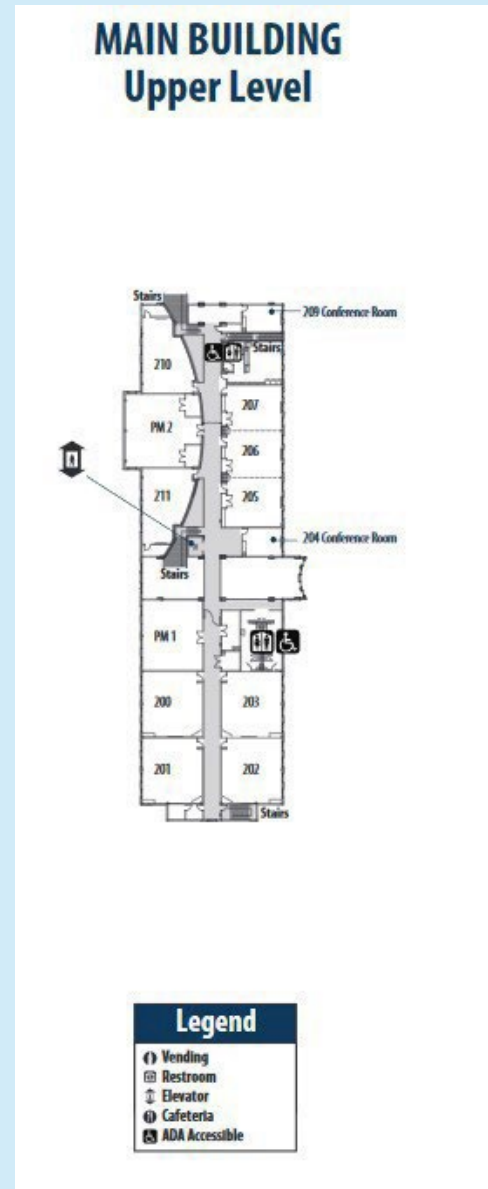 MAIN BUILDING
Upper Level
Stairs
209 Conference Room
Stairs
210
207
PM 2
206
211
205
204 Conference Room
Stairs
PM 1
200
203
201
202
Stairs
Legend
Vending
Restroom
Elevator
Cafeteria
ADA Accessible